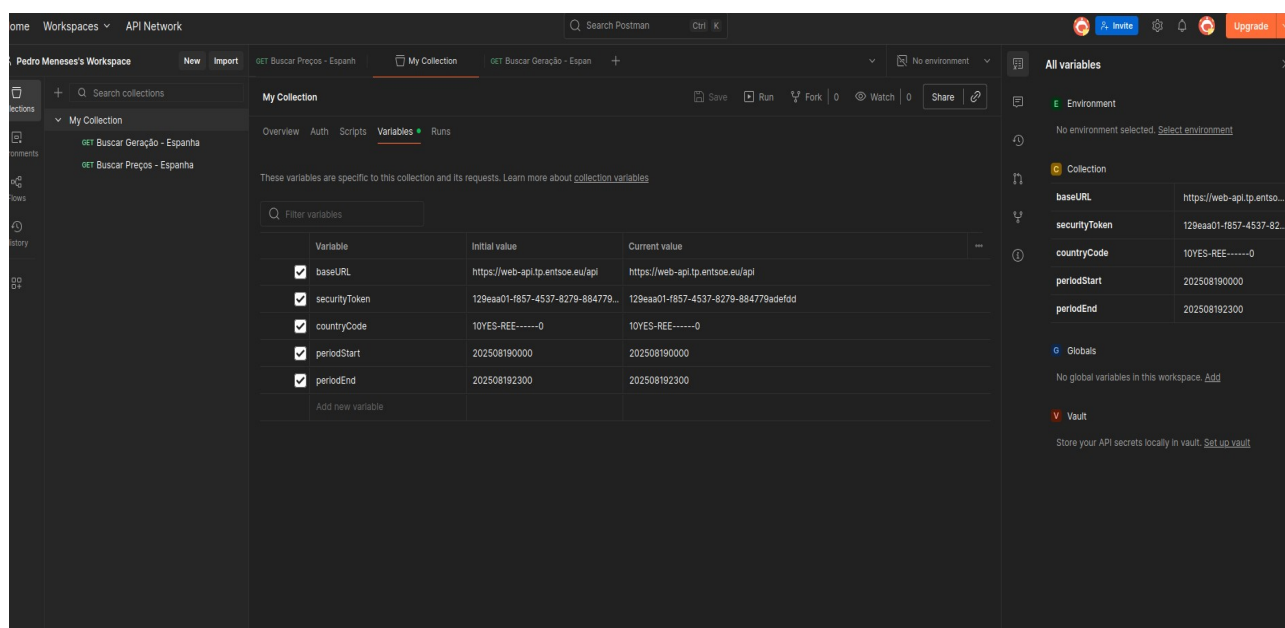 ome Workspaces API Network Search Postman Ctrl K Invite Upgrade
Pedro Meneses's Workspace New Import GET Buscar Preços - Espanh My Collection GET Buscar Geração - Espan + No environment All variables
lections + Search collections My Collection Save Run Fork 0 Watch 0 Share E Environment
My Collection Overview Auth Scripts Variables Runs No environment selected. Select environment
GET Buscar Geração - Espanha
ronments GET Buscar Preços - Espanha
Flows These variables are specific to this collection and its requests. Learn more about collection variables C Collection
istory Filter variables baseURL https://web-api.tp.entso...
securityToken 129eaa01-f857-4537-82...
countryCode 10YES-REE------0
periodStart 202508190000
periodEnd 202508192300
Variable Initial value Current value
baseURL https://web-api.tp.entsoe.eu/api https://web-api.tp.entsoe.eu/api
securityToken 129eaa01-f857-4537-8279-884779... 129eaa01-f857-4537-8279-884779adefdd
countryCode 10YES-REE------0 10YES-REE------0
periodStart 202508190000 202508190000
periodEnd 202508192300 202508192300
Add new variable
G Globals
No global variables in this workspace. Add
V Vault
Store your API secrets locally in vault. Set up vault